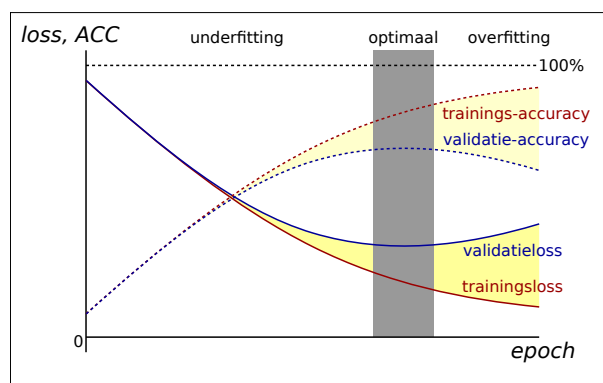 loss, ACC
underfitting
optimaal
overfitting
100%
trainings-accuracy
validatie-accuracy
validatieloss
trainingsloss
0
epoch